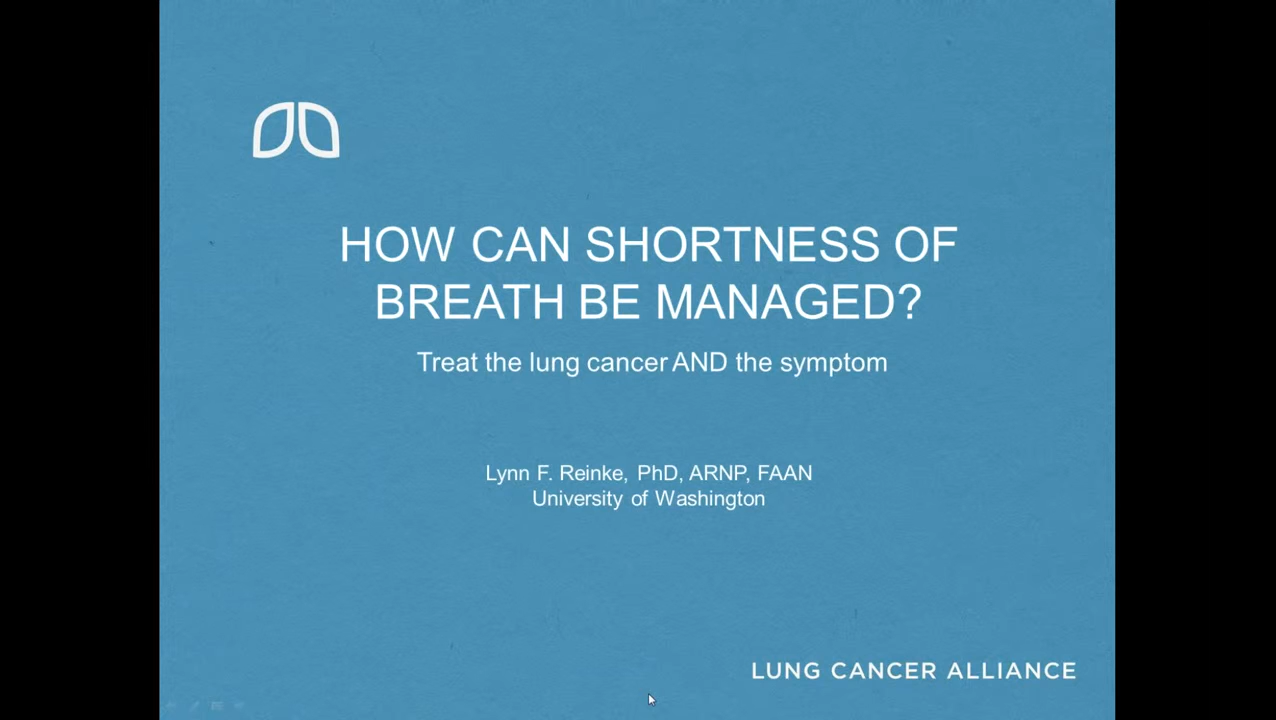 HOW CAN SHORTNESS OF
BREATH BE MANAGED?
Treat the lung cancer AND the symptom
Lynn F. Reinke, PhD, ARNP, FAAN
University of Washington
LUNG CANCER ALLIANCE